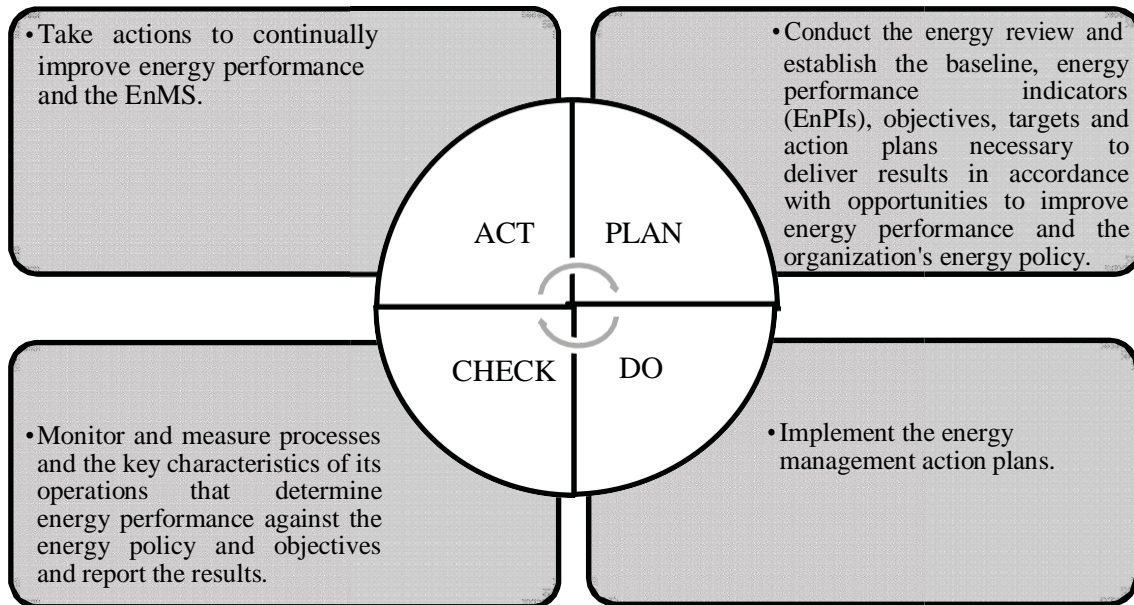 •Take actions to continually
improve energy performance
and the EnMS.
•Conduct the energy review and
establish the baseline, energy
performance indicators
(EnPIs), objectives, targets and
action plans necessary to
deliver results in accordance
with opportunities to improve
energy performance and the
organization's energy policy.
ACT
PLAN
CHECK
DO
•Monitor and measure processes
and the key characteristics of its
operations that determine
energy performance against the
energy policy and objectives
and report the results.
•Implement the energy
management action plans.